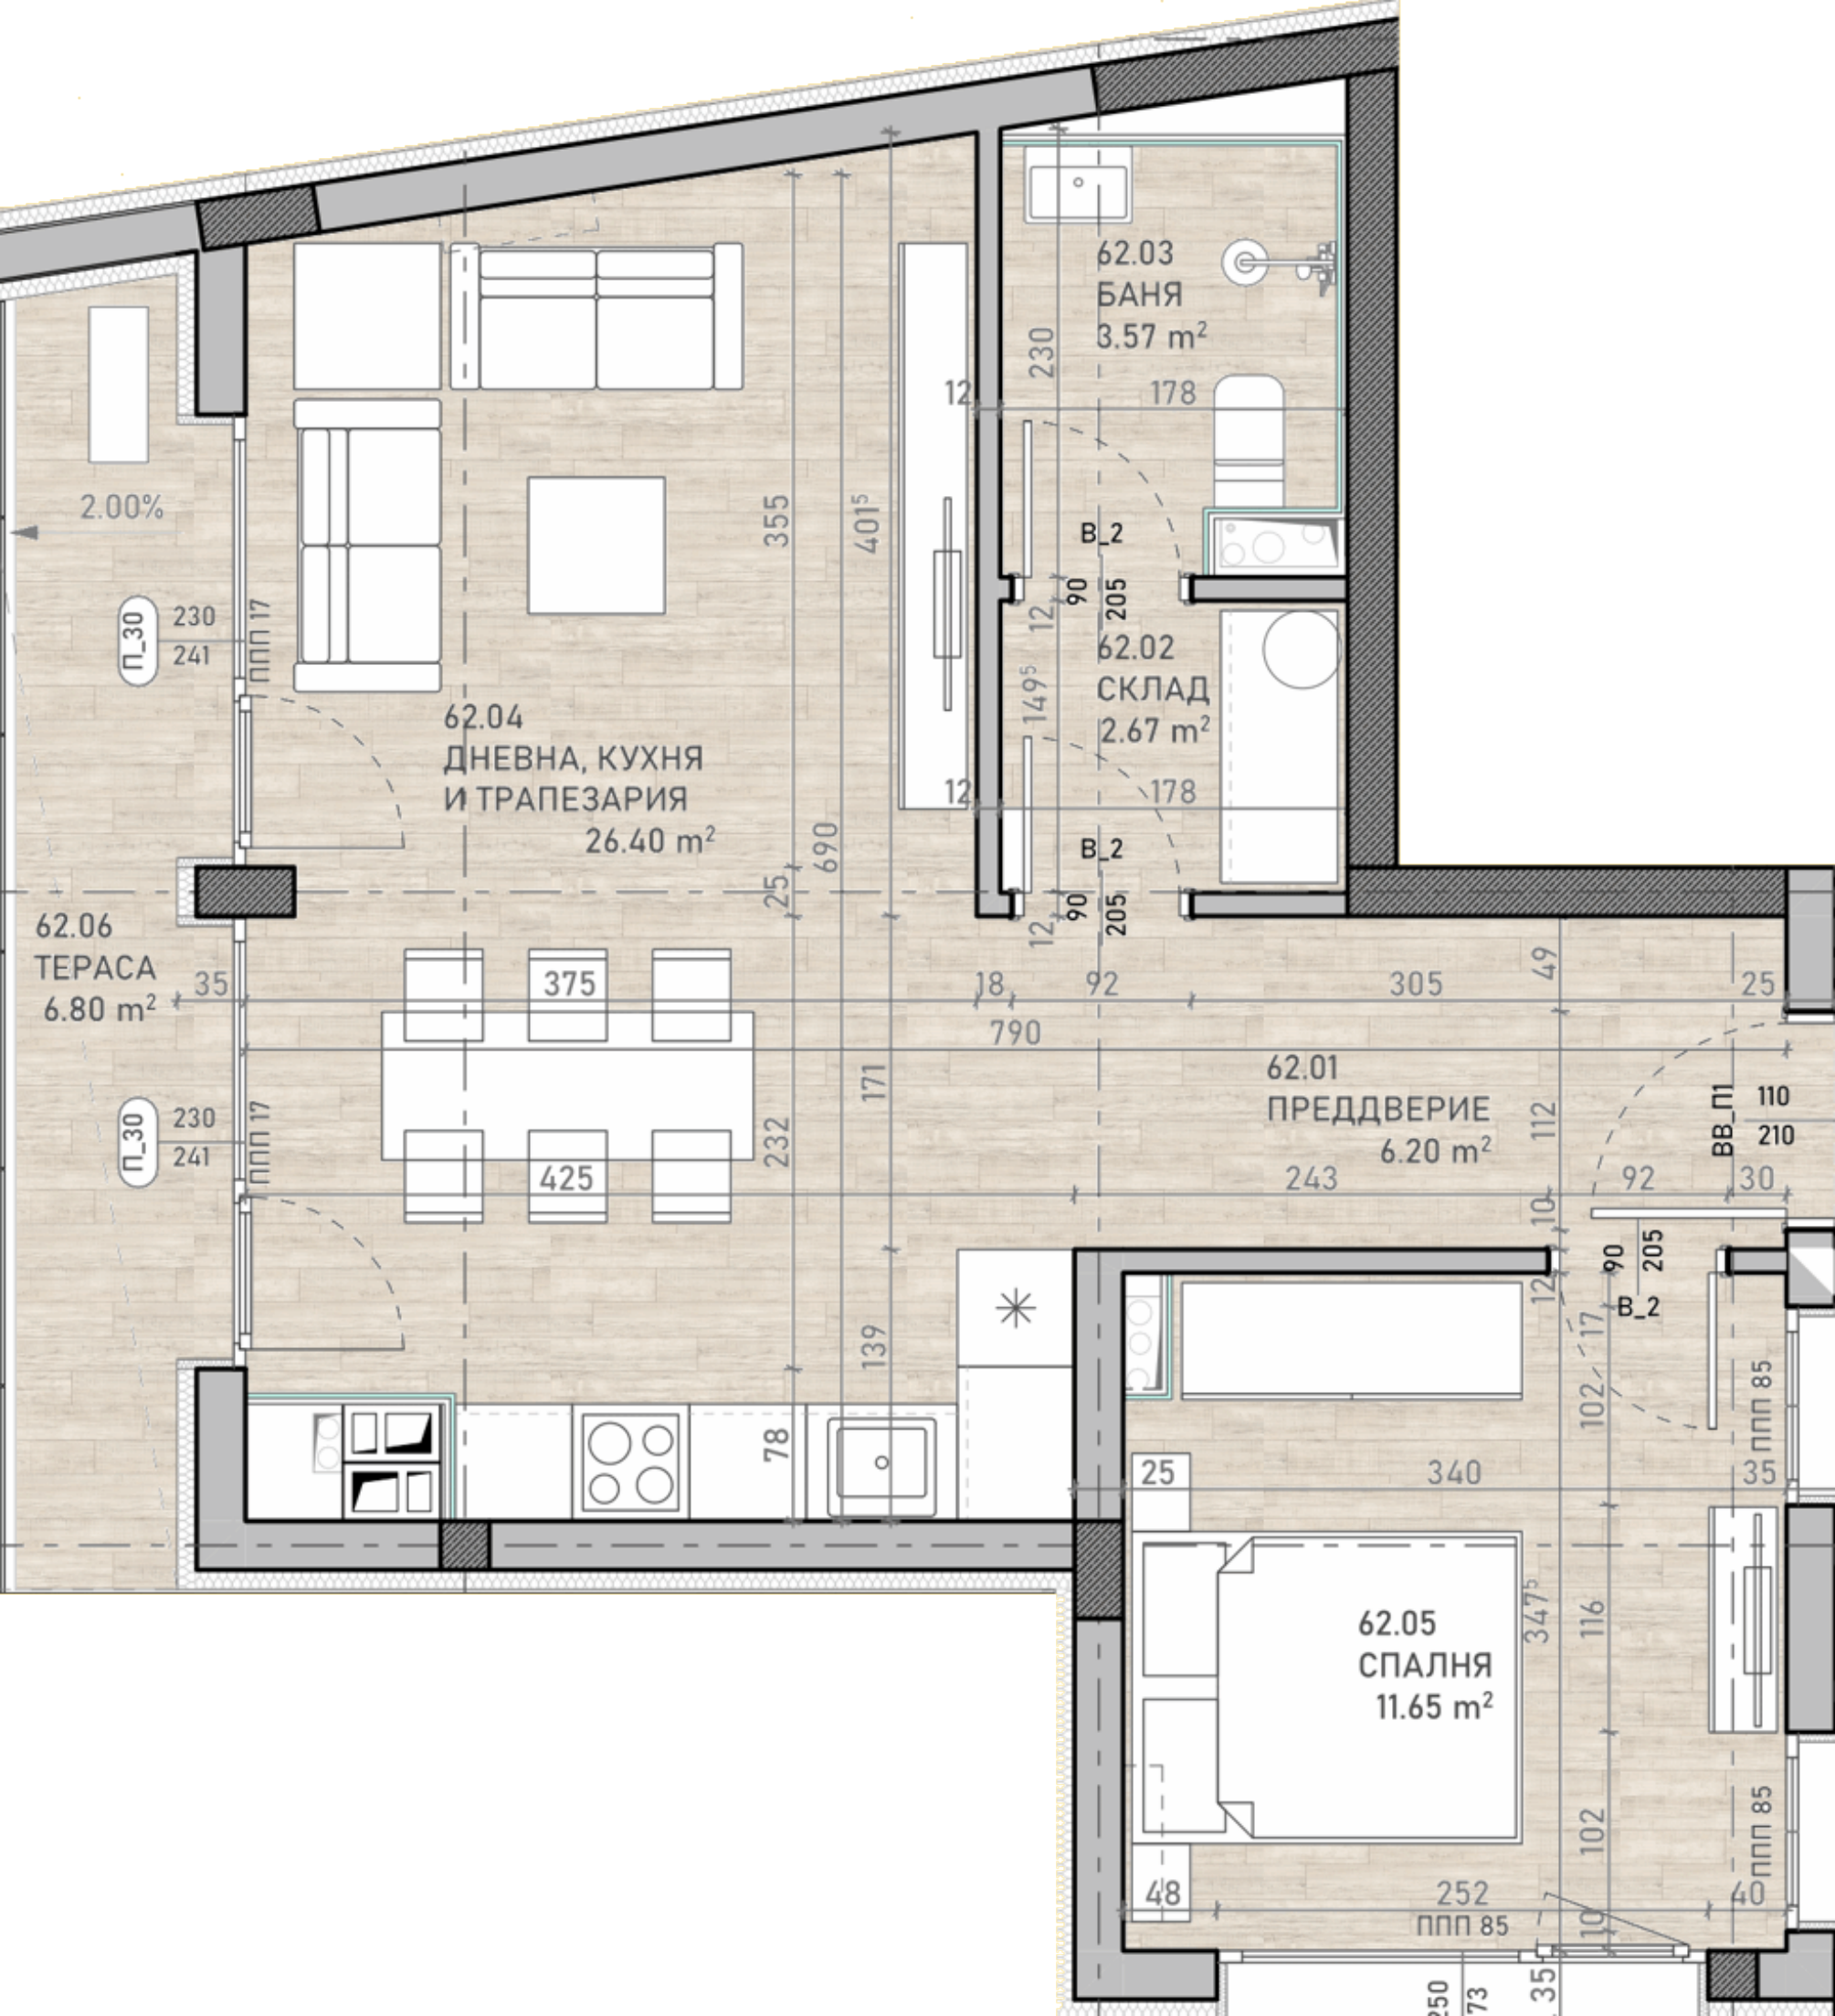 62.03
БАНЯ
3.57 m²
230
12
178
2.00%
355
401⁵
В_2
90
205
12
П_30
230
241
ППП 17
62.02
СКЛАД
2.67 m²
149⁵
62.04
ДНЕВНА, КУХНЯ
И ТРАПЕЗАРИЯ
26.40 m²
12
178
690
В_2
25
90
205
12
62.06
ТЕРАСА
6.80 m²
35
375
18
92
305
49
25
790
62.01
ПРЕДДВЕРИЕ
6.20 m²
171
112
ВВ_П1
110
210
П_30
230
241
ППП 17
232
425
243
92
30
10
90
205
В_2
12
17
139
102
ППП 85
78
25
340
35
62.05
СПАЛНЯ
11.65 m²
347⁵
116
102
ППП 85
48
252
40
ППП 85
10
35
250
73